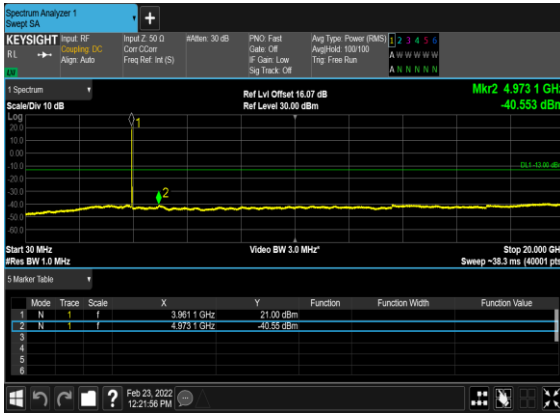 Spectrum Analyzer 1
Swept SA
+
KEYSIGHT Input: RF Input Z: 50 Ω #Atten: 30 dB PNO: Fast Avg Type: Power (RMS) 1 2 3 4 5 6
RL Coupling: DC Corr CCorr Gate: Off Avg|Hold: 100/100 A W W W W W
Align: Auto Freq Ref: Int (S) IF Gain: Low Trig: Free Run
Sig Track: Off A N N N N N
1 Spectrum Ref Lvl Offset 16.07 dB Mkr2 4.973 1 GHz
Scale/Div 10 dB Ref Level 30.00 dBm -40.553 dBm
Log
20.0
10.0
0.00
-10.0
-20.0
-30.0
-40.0
-50.0
-60.0
1
2
DL1 -13.00 dBm
Start 30 MHz Video BW 3.0 MHz* Stop 20.000 GHz
#Res BW 1.0 MHz Sweep ~38.3 ms (40001 pts)
5 Marker Table
Mode Trace Scale X Y Function Function Width Function Value
1 N 1 f 3.961 1 GHz 21.00 dBm
2 N 1 f 4.973 1 GHz -40.55 dBm
3
4
5
6
?
Feb 23, 2022
12:21:56 PM